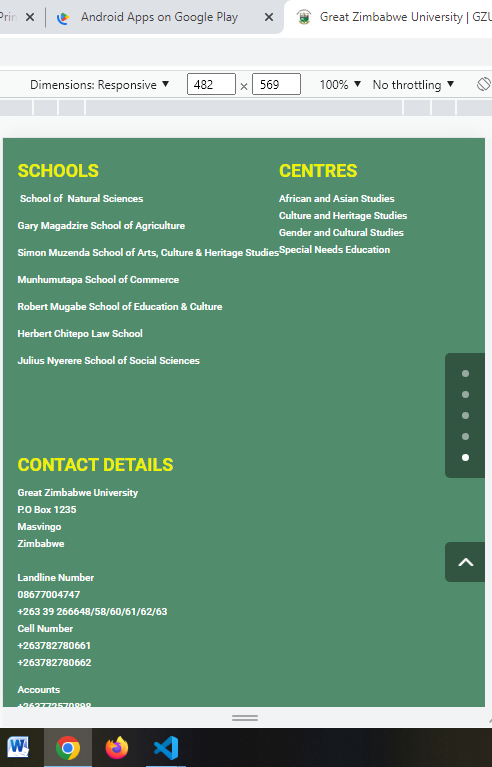 Prin
Android Apps on Google Play
Great Zimbabwe University | GZU
Dimensions: Responsive
482 × 569
100%
No throttling
SCHOOLS
School of Natural Sciences
Gary Magadzire School of Agriculture
Simon Muzenda School of Arts, Culture & Heritage Studies
Munhumutapa School of Commerce
Robert Mugabe School of Education & Culture
Herbert Chitepo Law School
Julius Nyerere School of Social Sciences
CENTRES
African and Asian Studies
Culture and Heritage Studies
Gender and Cultural Studies
Special Needs Education
CONTACT DETAILS
Great Zimbabwe University
P.O Box 1235
Masvingo
Zimbabwe
Landline Number
08677004747
+263 39 266648/58/60/61/62/63
Cell Number
+263782780661
+263782780662
Accounts